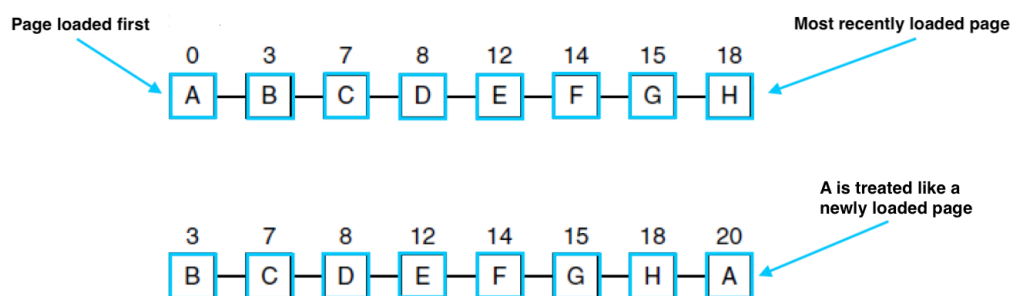 Page loaded first
Most recently loaded page
0 3 7 8 12 14 15 18
A B C D E F G H
A is treated like a
newly loaded page
3 7 8 12 14 15 18 20
B C D E F G H A